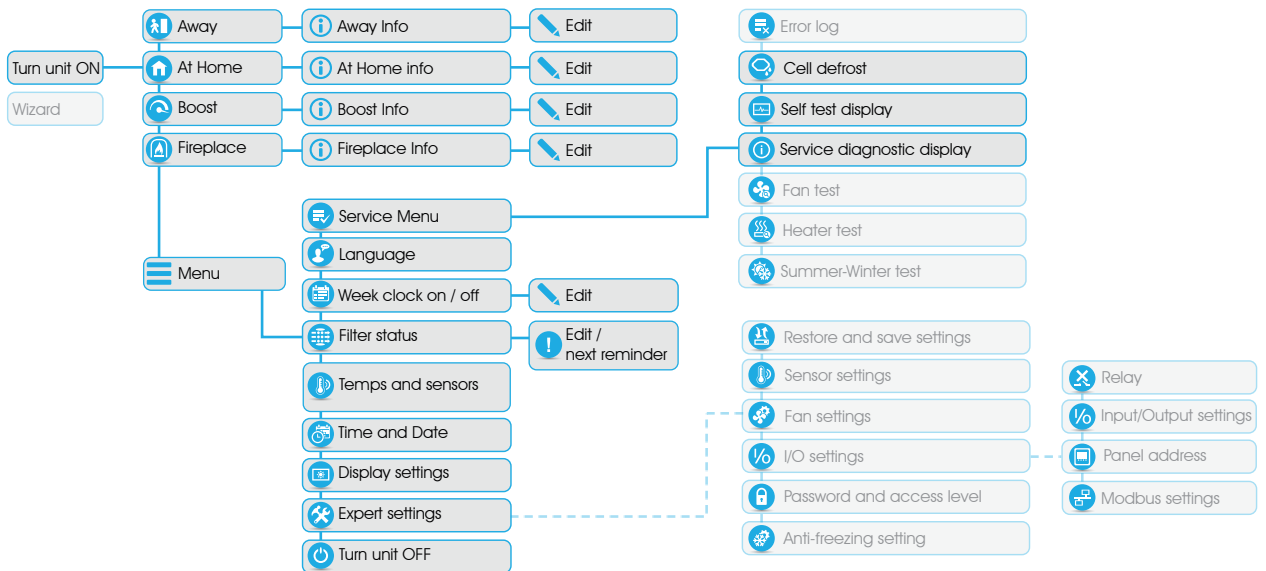 Turn unit ON
Wizard
Away
At Home
Boost
Fireplace
Menu
Away Info
At Home info
Boost Info
Fireplace Info
Edit
Edit
Edit
Edit
Service Menu
Language
Week clock on / off
Filter status
Temps and sensors
Time and Date
Display settings
Expert settings
Turn unit OFF
Edit
Edit /
next reminder
Error log
Cell defrost
Self test display
Service diagnostic display
Fan test
Heater test
Summer-Winter test
Restore and save settings
Sensor settings
Fan settings
I/O settings
Password and access level
Anti-freezing setting
Relay
Input/Output settings
Panel address
Modbus settings